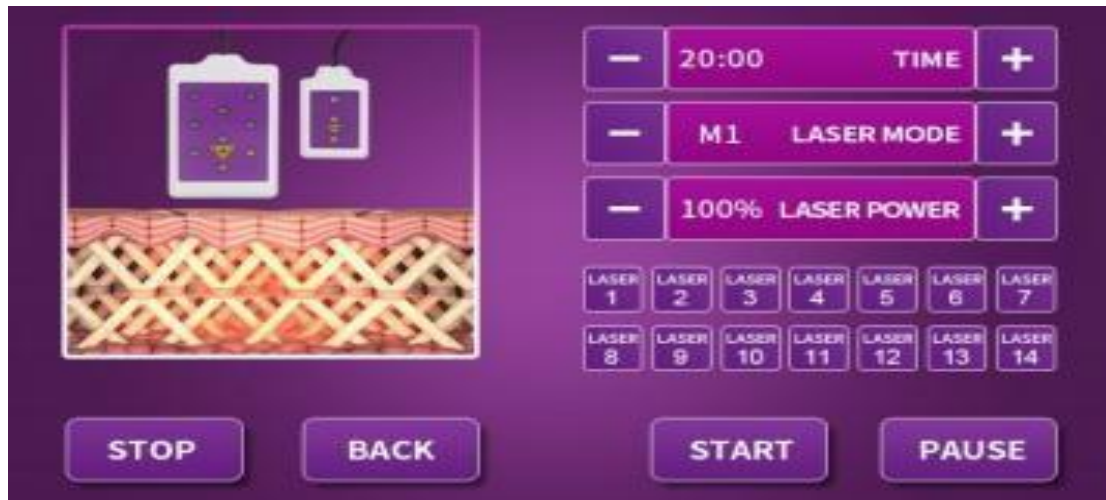 20:00 TIME
M1 LASER MODE
100% LASER POWER
LASER 1 LASER 2 LASER 3 LASER 4 LASER 5 LASER 6 LASER 7
LASER 8 LASER 9 LASER 10 LASER 11 LASER 12 LASER 13 LASER 14
STOP BACK START PAUSE